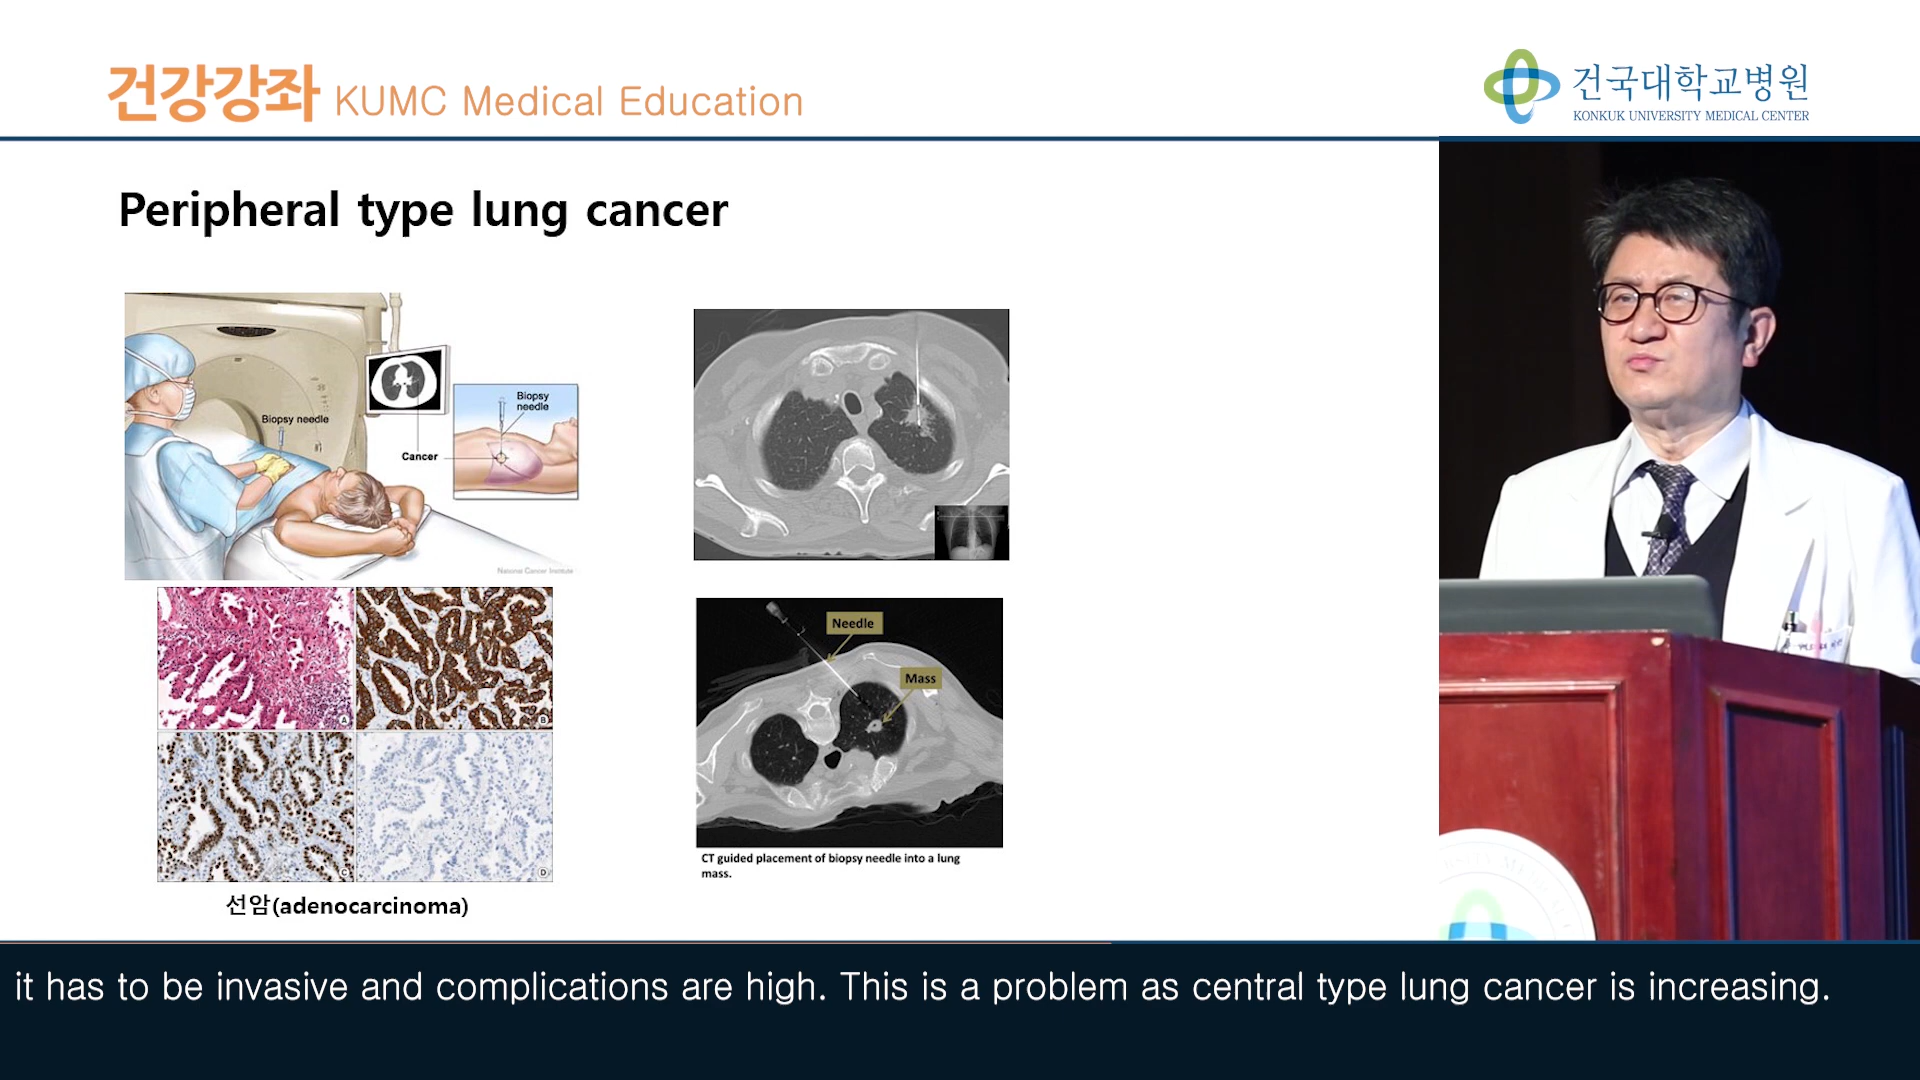 건강강좌 KUMC Medical Education
건국대학교병원
KONKUK UNIVERSITY MEDICAL CENTER
Peripheral type lung cancer
Biopsy needle
Biopsy
needle
Cancer
National Cancer Institute
A
B
C
D
선암(adenocarcinoma)
Needle
Mass
CT guided placement of biopsy needle into a lung
mass.
it has to be invasive and complications are high. This is a problem as central type lung cancer is increasing.